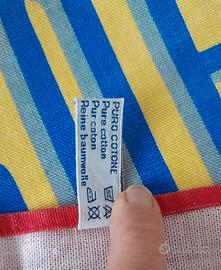 PURO COTONE
Pure cotton
Pur coton
Reine baumwolle